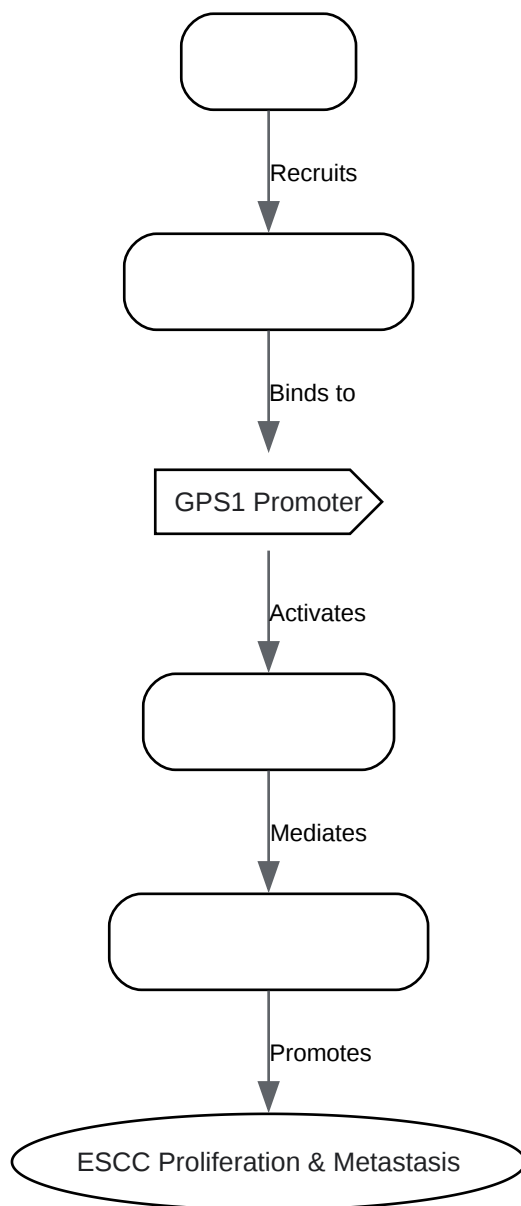 Recruits
Binds to
GPS1 Promoter
Activates
Mediates
Promotes
ESCC Proliferation & Metastasis